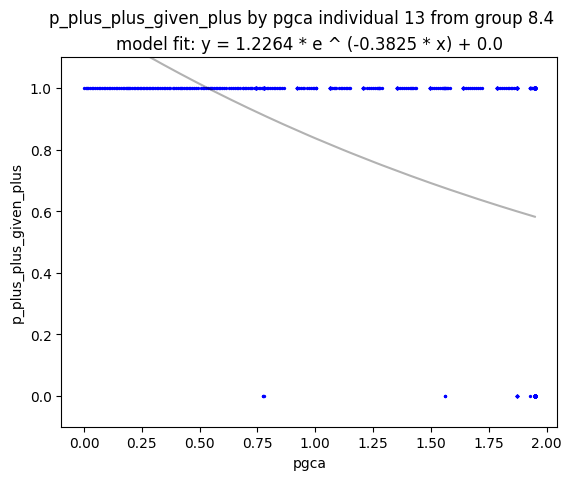 p_plus_plus_given_plus by pgca individual 13 from group 8.4
model fit: y = 1.2264 * e ^ (-0.3825 * x) + 0.0
p_plus_plus_given_plus
1.0
0.8
0.6
0.4
0.2
0.0
0.00 0.25 0.50 0.75 1.00 1.25 1.50 1.75 2.00
pgca